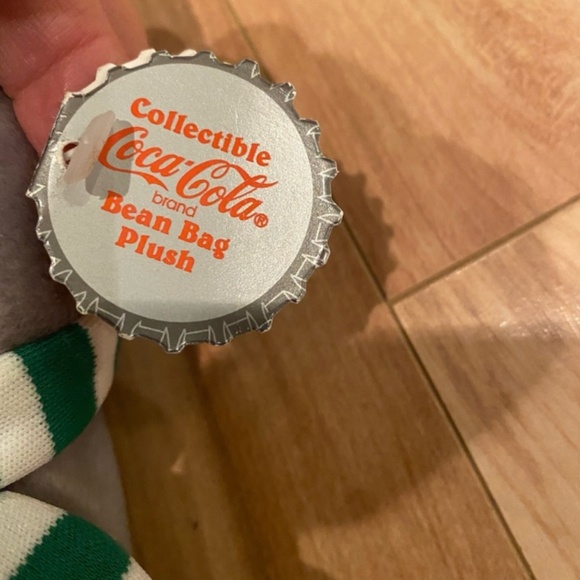 Collectible
Coca-Cola®
brand
Bean Bag
Plush